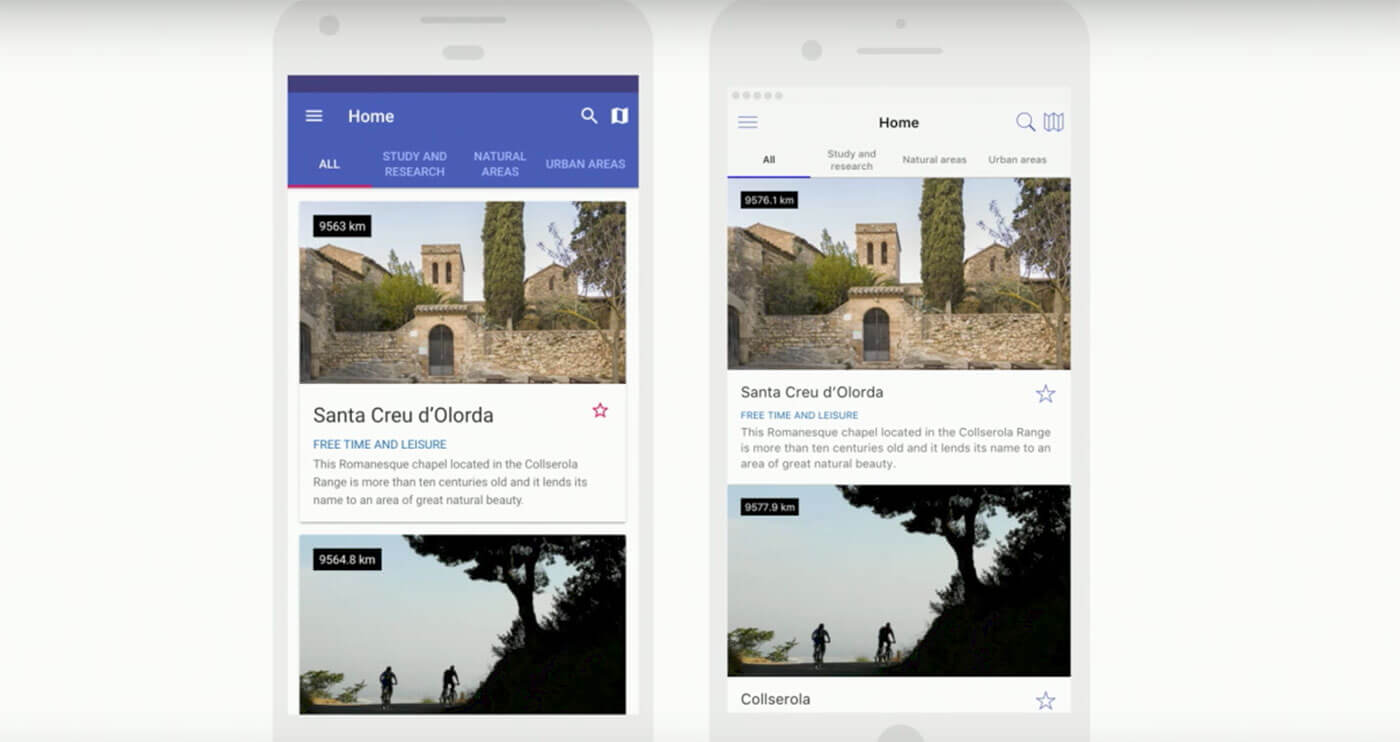 Home
ALL
STUDY AND
RESEARCH
NATURAL
AREAS
URBAN AREAS
9563 km
Santa Creu d’Olorda
FREE TIME AND LEISURE
This Romanesque chapel located in the Collserola
Range is more than ten centuries old and it lends its
name to an area of great natural beauty.
9564.8 km
Home
All
Study and
research
Natural areas
Urban areas
9576.1 km
Santa Creu d’Olorda
FREE TIME AND LEISURE
This Romanesque chapel located in the Collserola Range
is more than ten centuries old and it lends its name to an
area of great natural beauty.
9577.9 km
Collserola